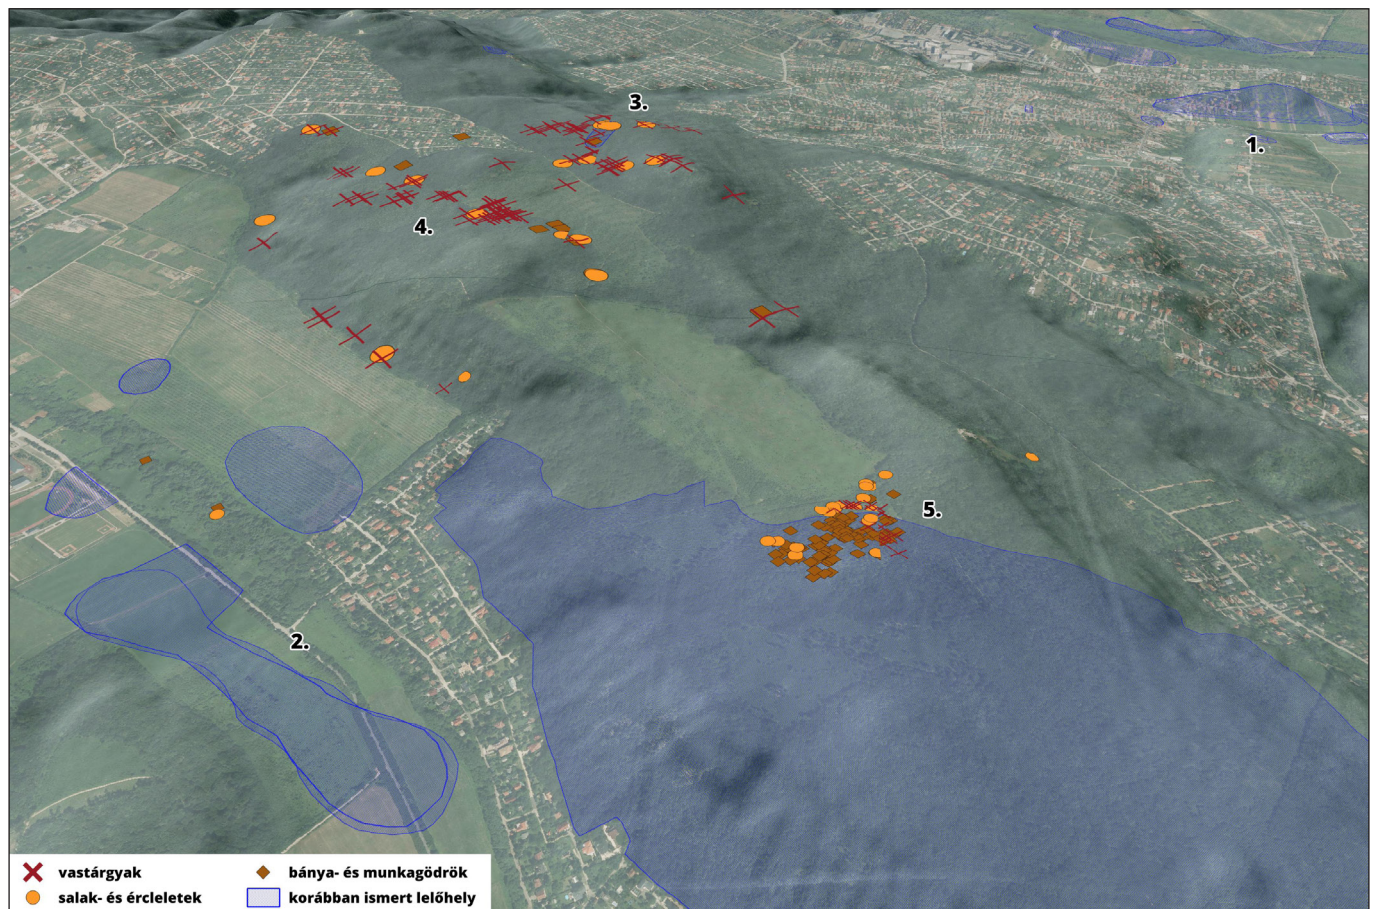 3.
1.
4.
5.
2.
vastárgyak
bánya- és munkagödrök
salak- és ércleletek
korábban ismert lelőhely